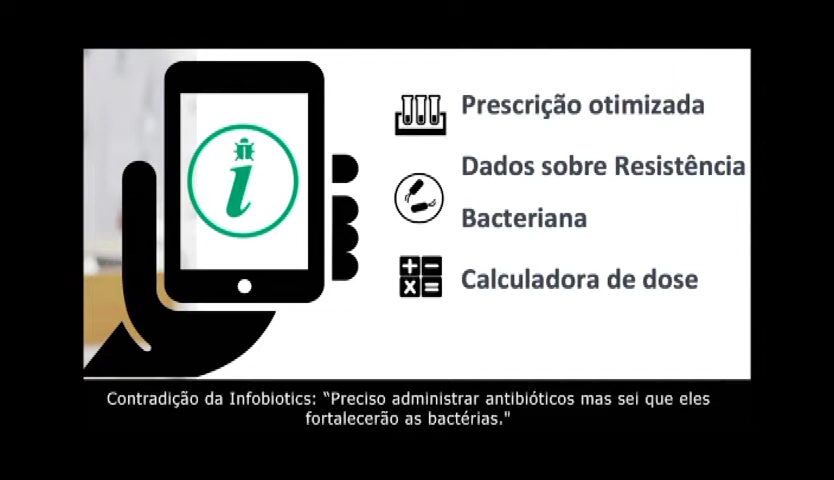 Prescrição otimizada
Dados sobre Resistência
Bacteriana
Calculadora de dose
Contradição da Infobiotics: “Preciso administrar antibióticos mas sei que eles
fortalecerão as bactérias."